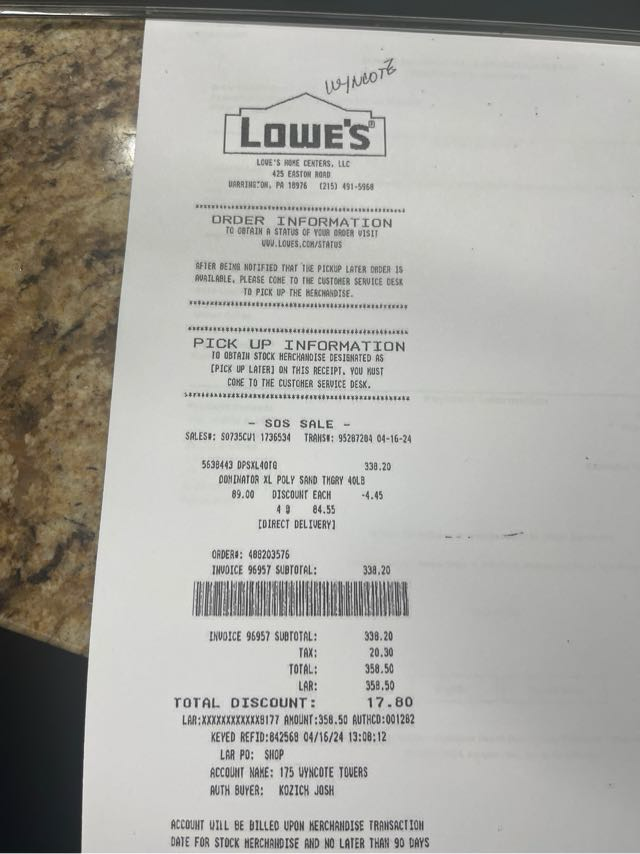 WYNCOTE
LOWE'S
LOWE'S HOME CENTERS, LLC
425 EASTON ROAD
WARRINGTON, PA 18976 (215) 491-5968
****************************************
ORDER INFORMATION
TO OBTAIN A STATUS OF YOUR ORDER VISIT
WWW.LOWES.COM/STATUS
AFTER BEING NOTIFIED THAT THE PICKUP LATER ORDER IS
AVAILABLE, PLEASE COME TO THE CUSTOMER SERVICE DESK
TO PICK UP THE MERCHANDISE.
****************************************
****************************************
PICK UP INFORMATION
TO OBTAIN STOCK MERCHANDISE DESIGNATED AS
[PICK UP LATER] ON THIS RECEIPT, YOU MUST
COME TO THE CUSTOMER SERVICE DESK.
****************************************
- SOS SALE -
SALES#: S0735CW1 1736534 TRANS#: 95287284 04-16-24
5638443 DPSXL40TG 338.20
DOMINATOR XL POLY SAND THGRY 40LB
89.00 DISCOUNT EACH -4.45
4 @ 84.55
[DIRECT DELIVERY]
ORDER#: 488203576
INVOICE 96957 SUBTOTAL: 338.20
INVOICE 96957 SUBTOTAL: 338.20
TAX: 20.30
TOTAL: 358.50
LAR: 358.50
TOTAL DISCOUNT: 17.80
LAR:XXXXXXXXXXXX8177 AMOUNT:358.50 AUTHCD:001282
KEYED REFID:842568 04/16/24 13:08:12
LAR PO: SHOP
ACCOUNT NAME: 175 WYNCOTE TOWERS
AUTH BUYER: KOZICH JOSH
ACCOUNT WILL BE BILLED UPON MERCHANDISE TRANSACTION
DATE FOR STOCK MERCHANDISE AND NO LATER THAN 90 DAYS